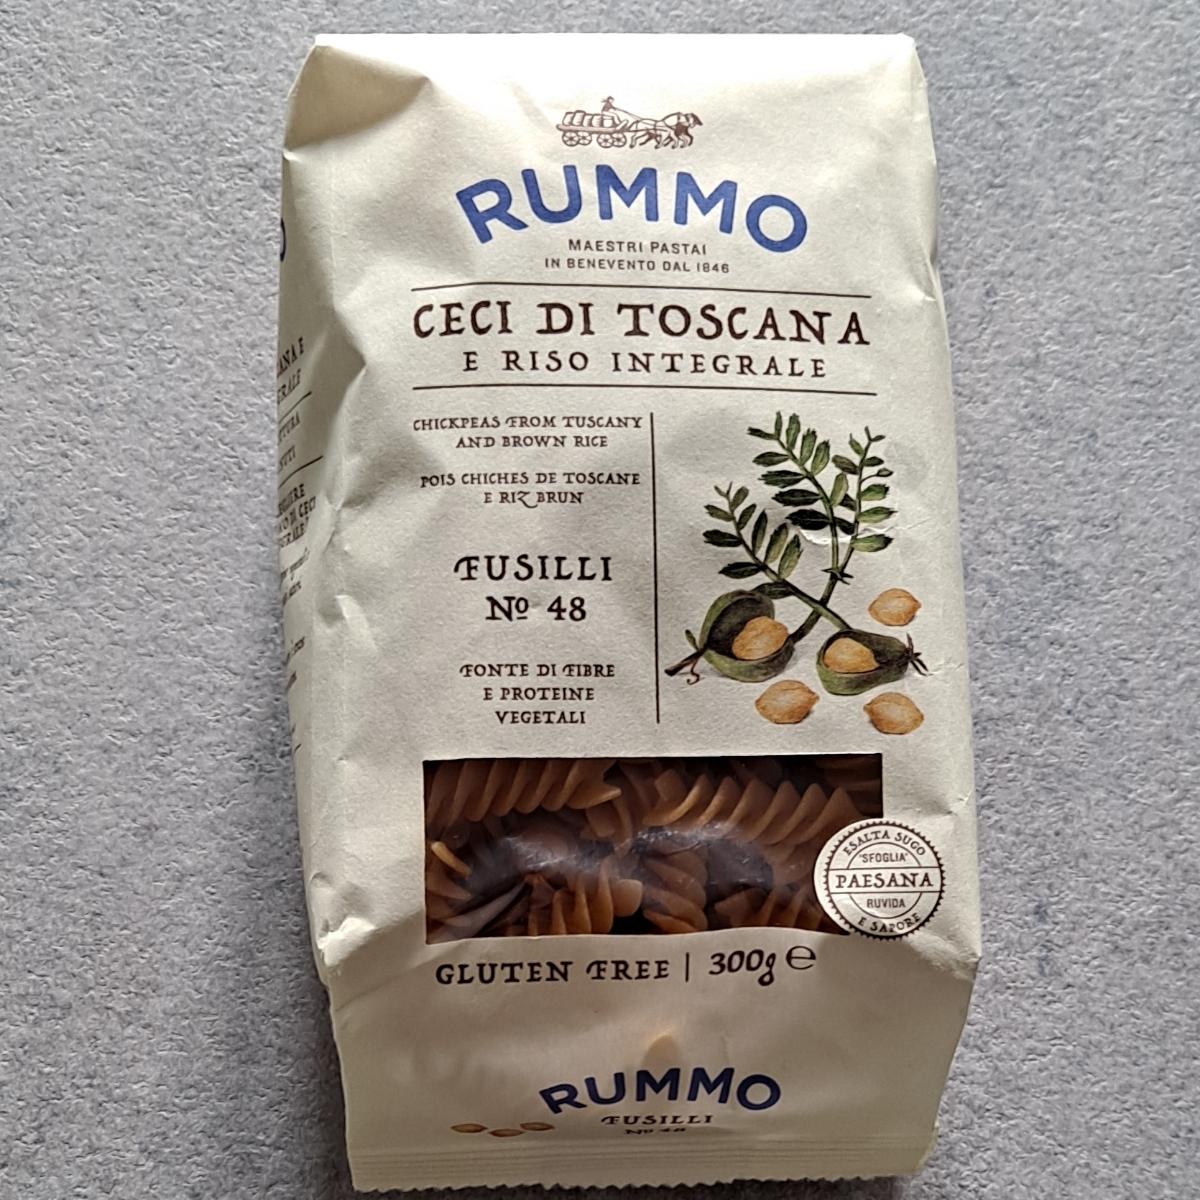 RUMMO
MAESTRI PASTAI
IN BENEVENTO DAL 1846
CECI DI TOSCANA
E RISO INTEGRALE
CHICKPEAS FROM TUSCANY
AND BROWN RICE
POIS CHICHES DE TOSCANE
E RIZ BRUN
FUSILLI
Nº 48
FONTE DI FIBRE
E PROTEINE
VEGETALI
ESALTA SUGO
'SFOGLIA'
PAESANA
RUVIDA
E SAPORE
GLUTEN FREE | 300g ℮
RUMMO
FUSILLI
Nº 48